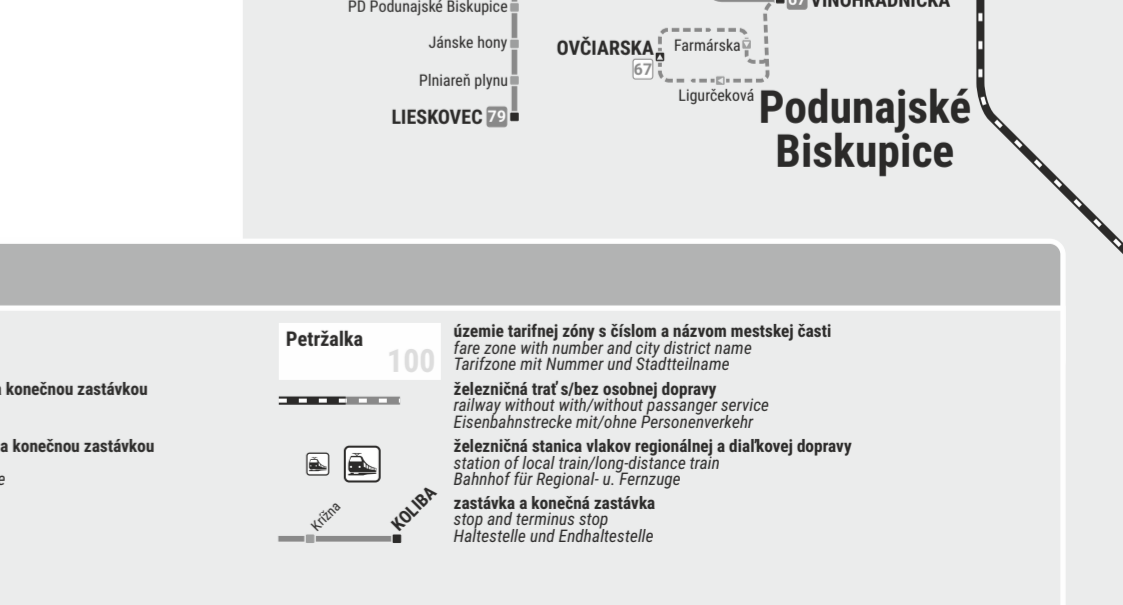 PD Podunajské Biskupice
67 VINOHRADNÍCKA
Jánske hony
OVČIARSKA
Farmárska
67
Plniareň plynu
Ligurčeková
LIESKOVEC 79
Podunajské
Biskupice
Petržalka
100
územie tarifnej zóny s číslom a názvom mestskej časti
fare zone with number and city district name
Tarifzone mit Nummer und Stadtteilname
konečnou zastávkou
železničná trať s/bez osobnej dopravy
railway without with/without passanger service
Eisenbahnstrecke mit/ohne Personenverkehr
a konečnou zastávkou
železničná stanica vlakov regionálnej a diaľkovej dopravy
station of local train/long-distance train
Bahnhof für Regional- u. Fernzuge
Krížna
KOLIBA
zastávka a konečná zastávka
stop and terminus stop
Haltestelle und Endhaltestelle